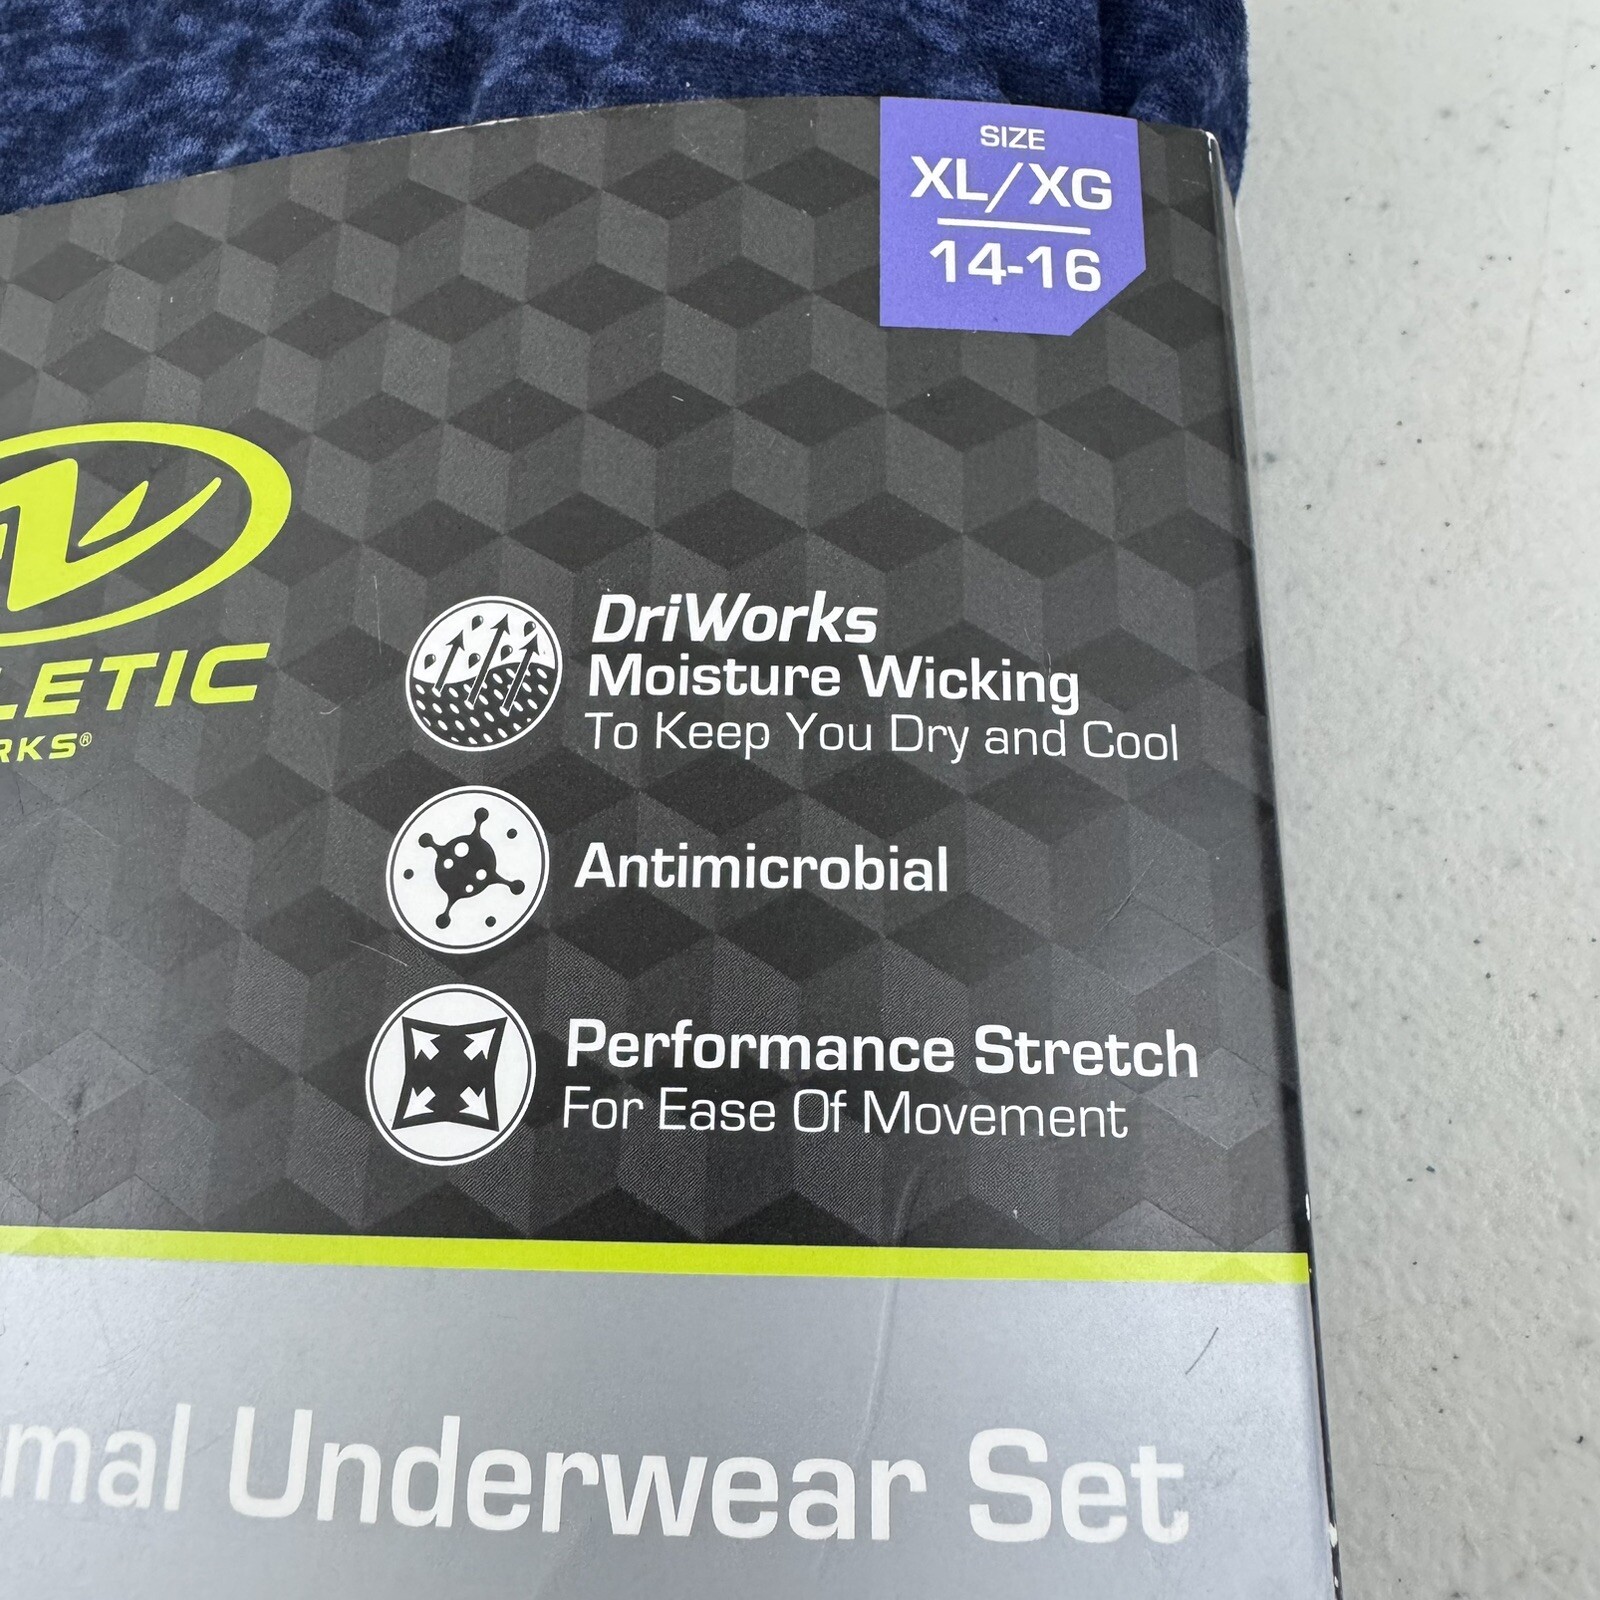 SIZE
XL/XG
14-16
LETIC
RKS®
DriWorks
Moisture Wicking
To Keep You Dry and Cool
Antimicrobial
Performance Stretch
For Ease Of Movement
mal Underwear Set